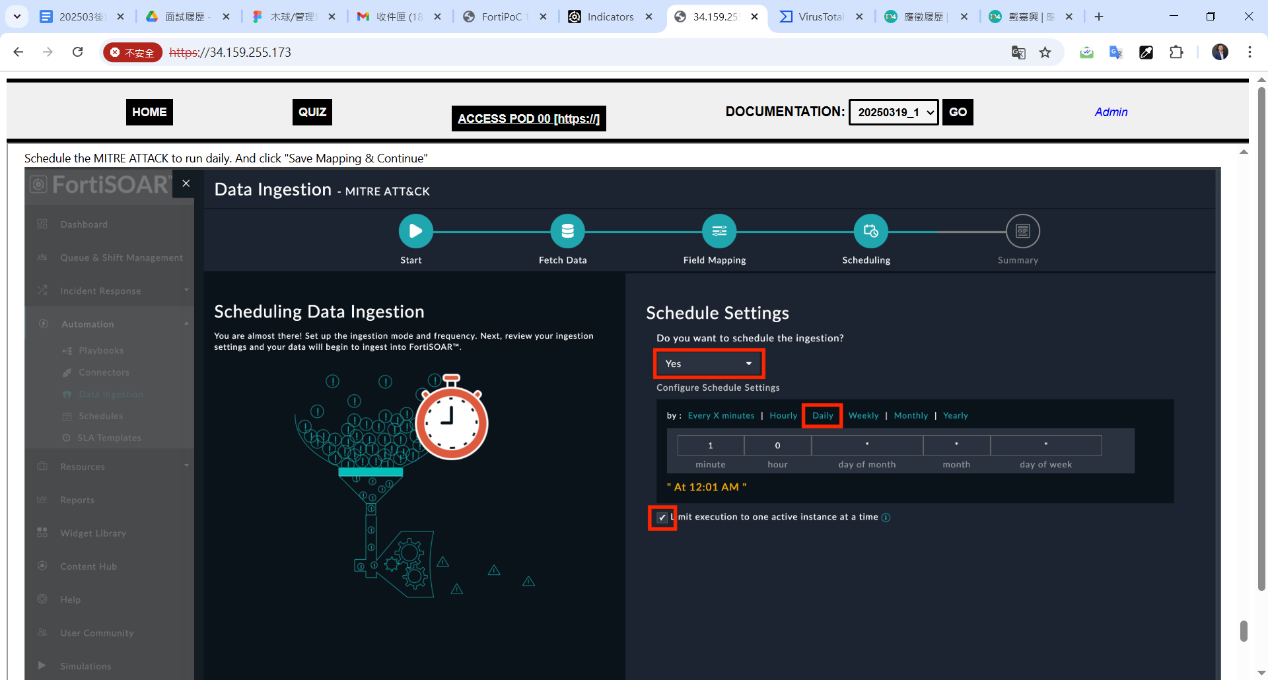 202503後
面試履歷 -
木球/管理
收件匣 (18
FortiPoC
Indicators
34.159.25
VirusTotal
應徵履歷 |
戴嘉興 | 履
不安全
https://34.159.255.173
HOME
QUIZ
ACCESS POD 00 [https://]
DOCUMENTATION:
20250319_1
GO
Admin
Schedule the MITRE ATTACK to run daily. And click "Save Mapping & Continue"
FortiSOAR
Dashboard
Queue & Shift Management
Incident Response
Automation
Playbooks
Connectors
Data Ingestion
Schedules
SLA Templates
Resources
Reports
Widget Library
Content Hub
Help
User Community
Simulations
Data Ingestion - MITRE ATT&CK
Start
Fetch Data
Field Mapping
Scheduling
Summary
Scheduling Data Ingestion
You are almost there! Set up the ingestion mode and frequency. Next, review your ingestion
settings and your data will begin to ingest into FortiSOAR™.
Schedule Settings
Do you want to schedule the ingestion?
Yes
Configure Schedule Settings
by : Every X minutes | Hourly | Daily | Weekly | Monthly | Yearly
1 0 * * *
minute hour day of month month day of week
" At 12:01 AM "
Limit execution to one active instance at a time